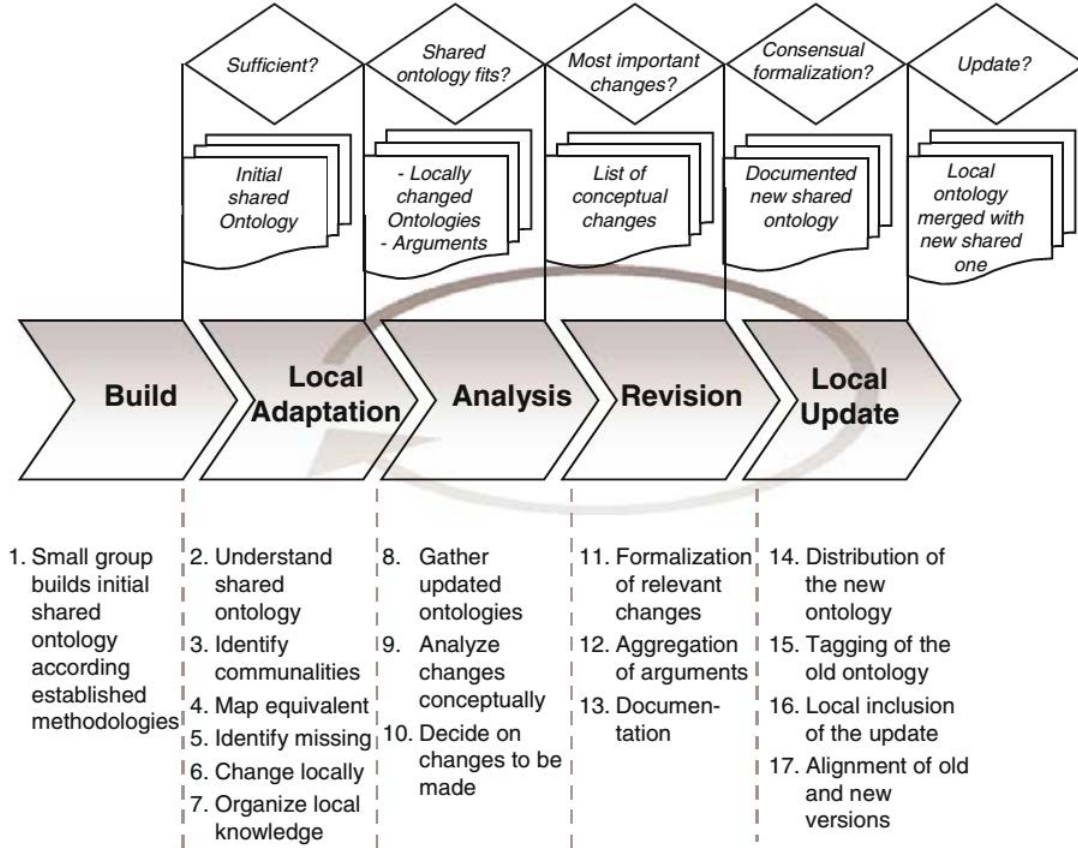 Sufficient?
Shared
ontology fits?
Most important
changes?
Consensual
formalization?
Update?
Initial
shared
Ontology
- Locally
changed
Ontologies
- Arguments
List of
conceptual
changes
Documented
new shared
ontology
Local
ontology
merged with
new shared
one
Build
Local
Adaptation
Analysis
Revision
Local
Update
1. Small group
builds initial
shared
ontology
according
established
methodologies
2. Understand
shared
ontology
3. Identify
communalities
4. Map equivalent
5. Identify missing
6. Change locally
7. Organize local
knowledge
8. Gather
updated
ontologies
9. Analyze
changes
conceptually
10. Decide on
changes to be
made
11. Formalization
of relevant
changes
12. Aggregation
of arguments
13. Documen-
tation
14. Distribution of
the new
ontology
15. Tagging of the
old ontology
16. Local inclusion
of the update
17. Alignment of old
and new
versions